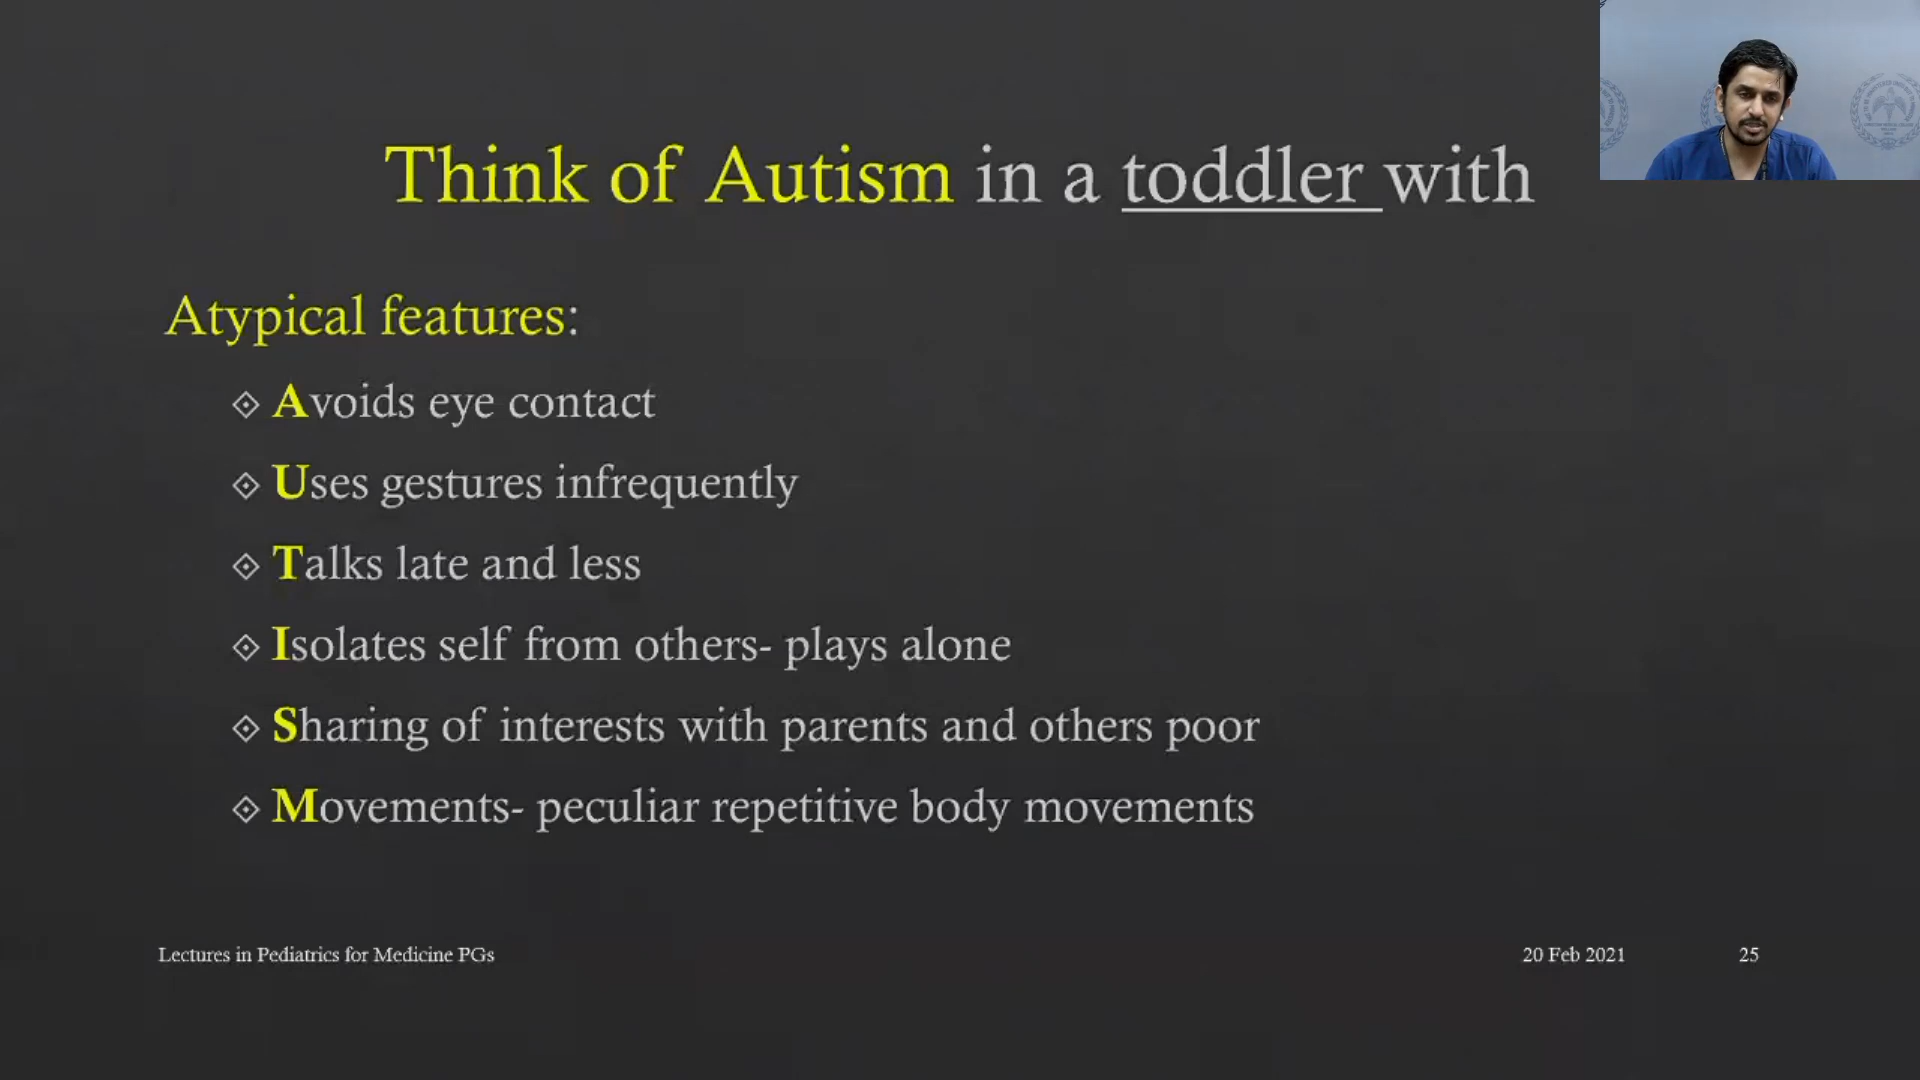 Think of Autism in a toddler with
Atypical features:
Avoids eye contact
Uses gestures infrequently
Talks late and less
Isolates self from others- plays alone
Sharing of interests with parents and others poor
Movements- peculiar repetitive body movements
Lectures in Pediatrics for Medicine PGs
20 Feb 2021
25